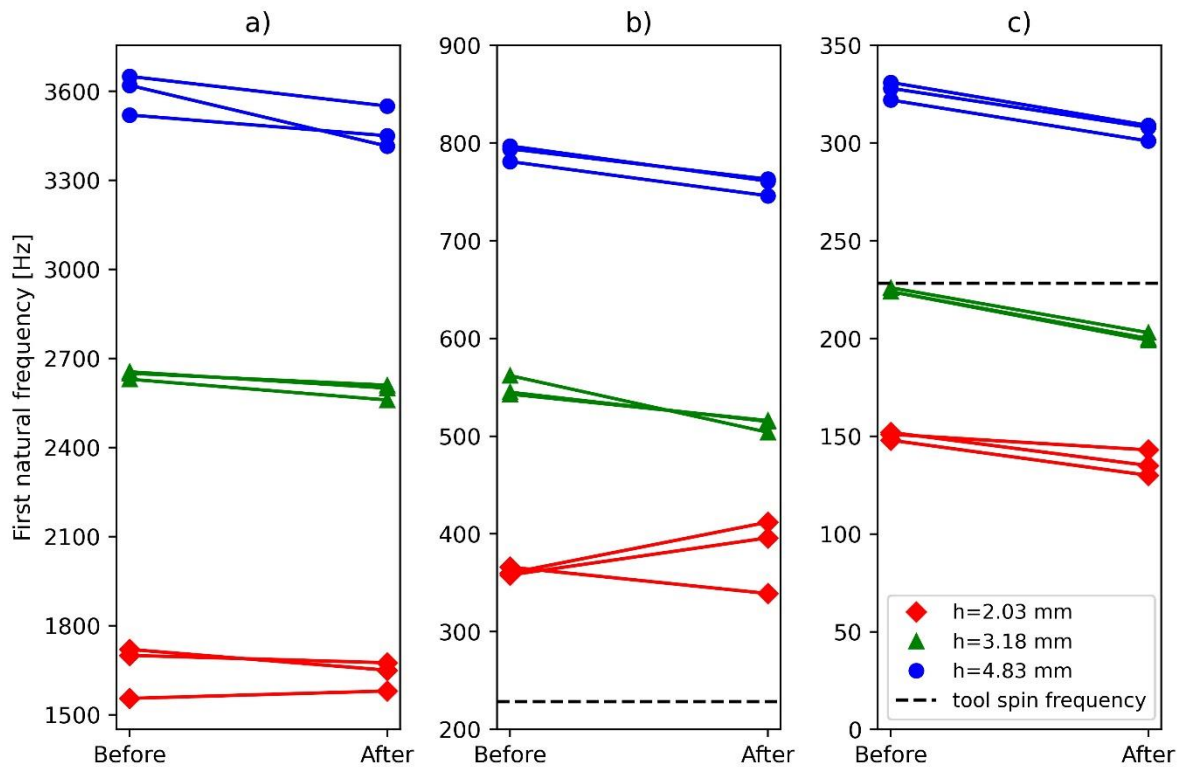 a)
b)
c)
First natural frequency [Hz]
3600
3300
3000
2700
2400
2100
1800
1500
Before
After
900
800
700
600
500
400
300
200
Before
After
350
300
250
200
150
100
50
0
h=2.03 mm
h=3.18 mm
h=4.83 mm
tool spin frequency
Before
After